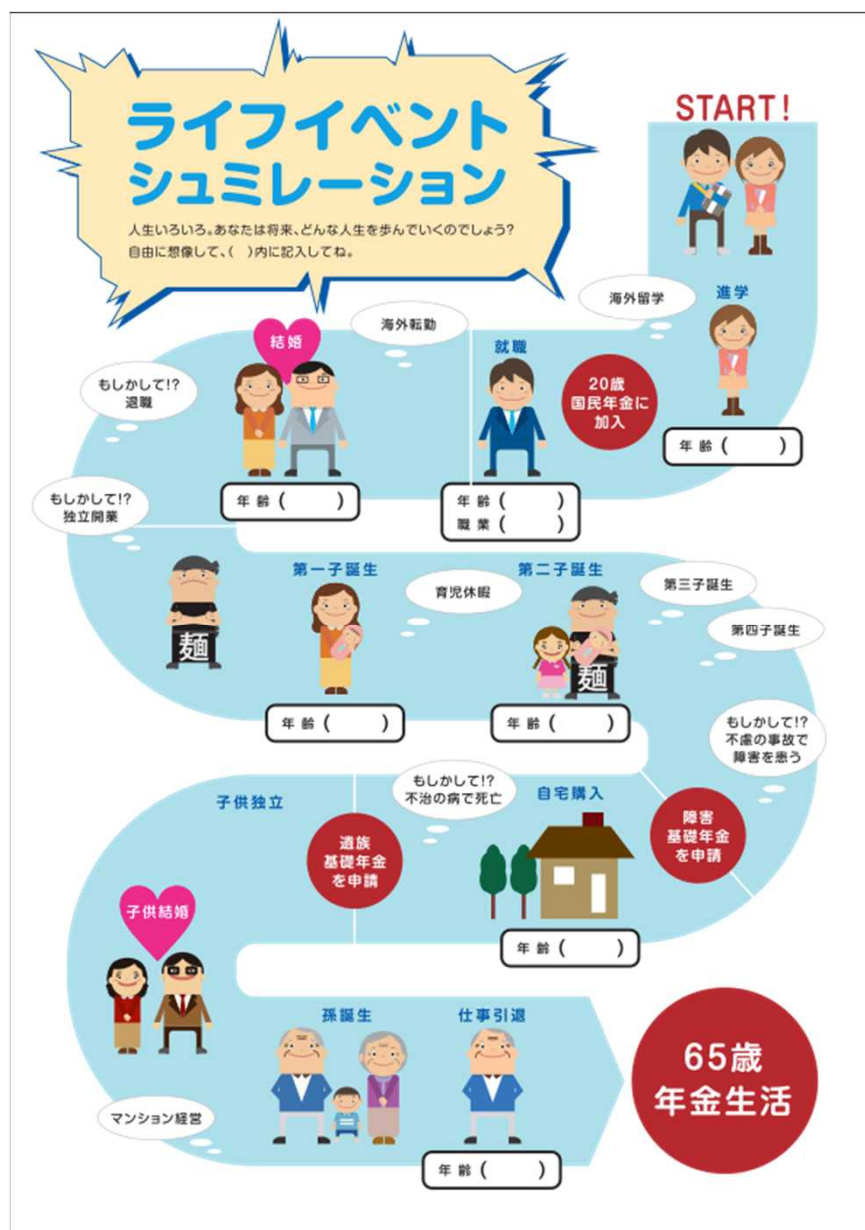 ライフイベント
シュミレーション
人生いろいろ。あなたは将来、どんな人生を歩んでいくのでしょう?
自由に想像して、( )内に記入してね。
START!
進学
海外留学
年齢( )
20歳
国民年金に
加入
就職
年齢( )
職業( )
海外転勤
結婚
年齢( )
もしかして!?
退職
もしかして!?
独立開業
麺
第一子誕生
年齢( )
育児休暇
第二子誕生
麺
年齢( )
第三子誕生
第四子誕生
もしかして!?
不慮の事故で
障害を患う
障害
基礎年金
を申請
自宅購入
年齢( )
もしかして!?
不治の病で死亡
遺族
基礎年金
を申請
子供独立
子供結婚
マンション経営
孫誕生
仕事引退
年齢( )
65歳
年金生活